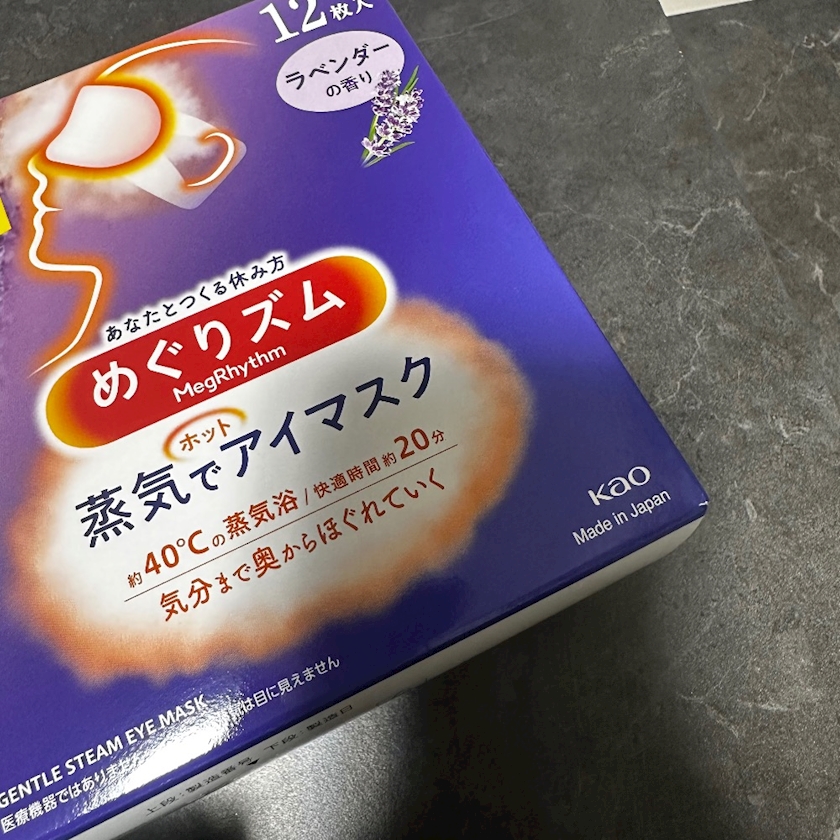 12枚入
ラベンダー
の香り
あなたとつくる休み方
めぐりズム
MegRhythm
蒸気でホットアイマスク
約40℃の蒸気浴/快適時間約20分
気分まで奥からほぐれていく
Kao
Made in Japan
は目に見えません
GENTLE STEAM EYE MASK
医療機器ではありません